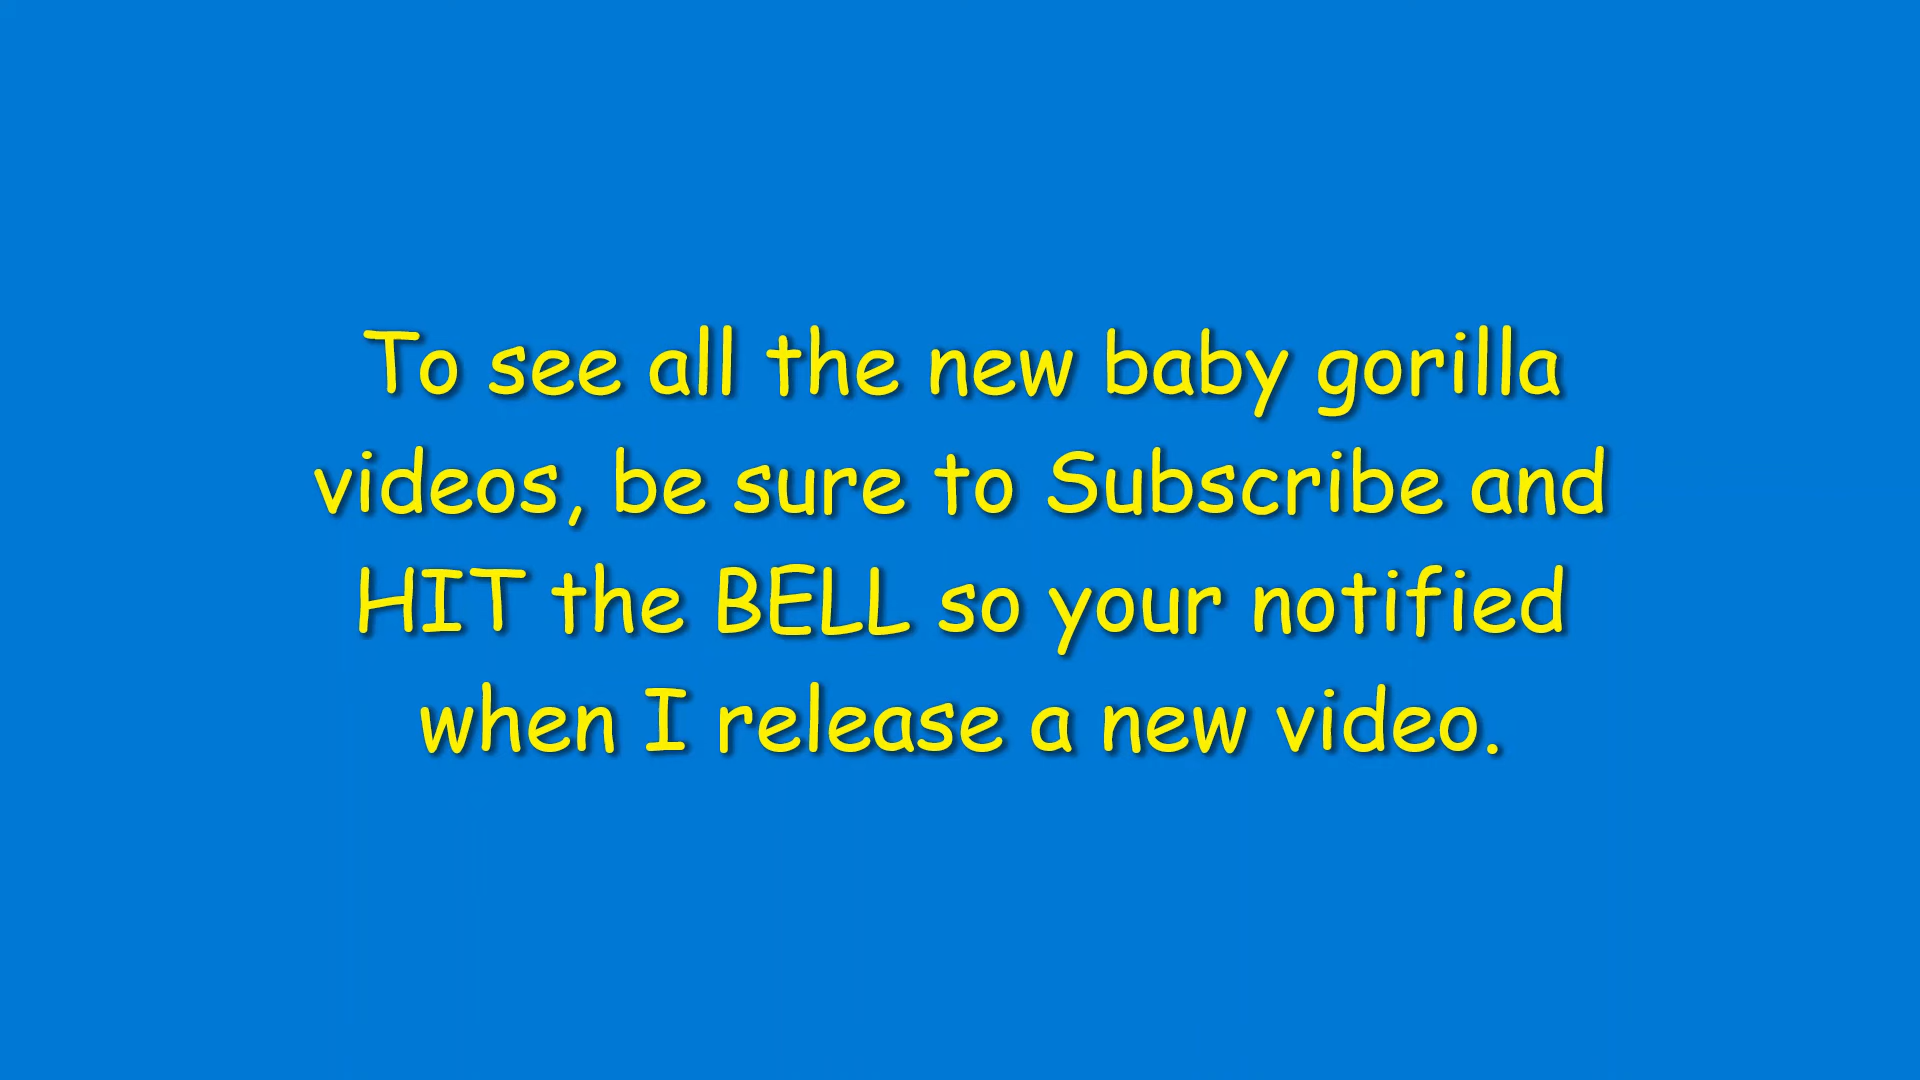 To see all the new baby gorilla
videos, be sure to Subscribe and
HIT the BELL so your notified
when I release a new video.